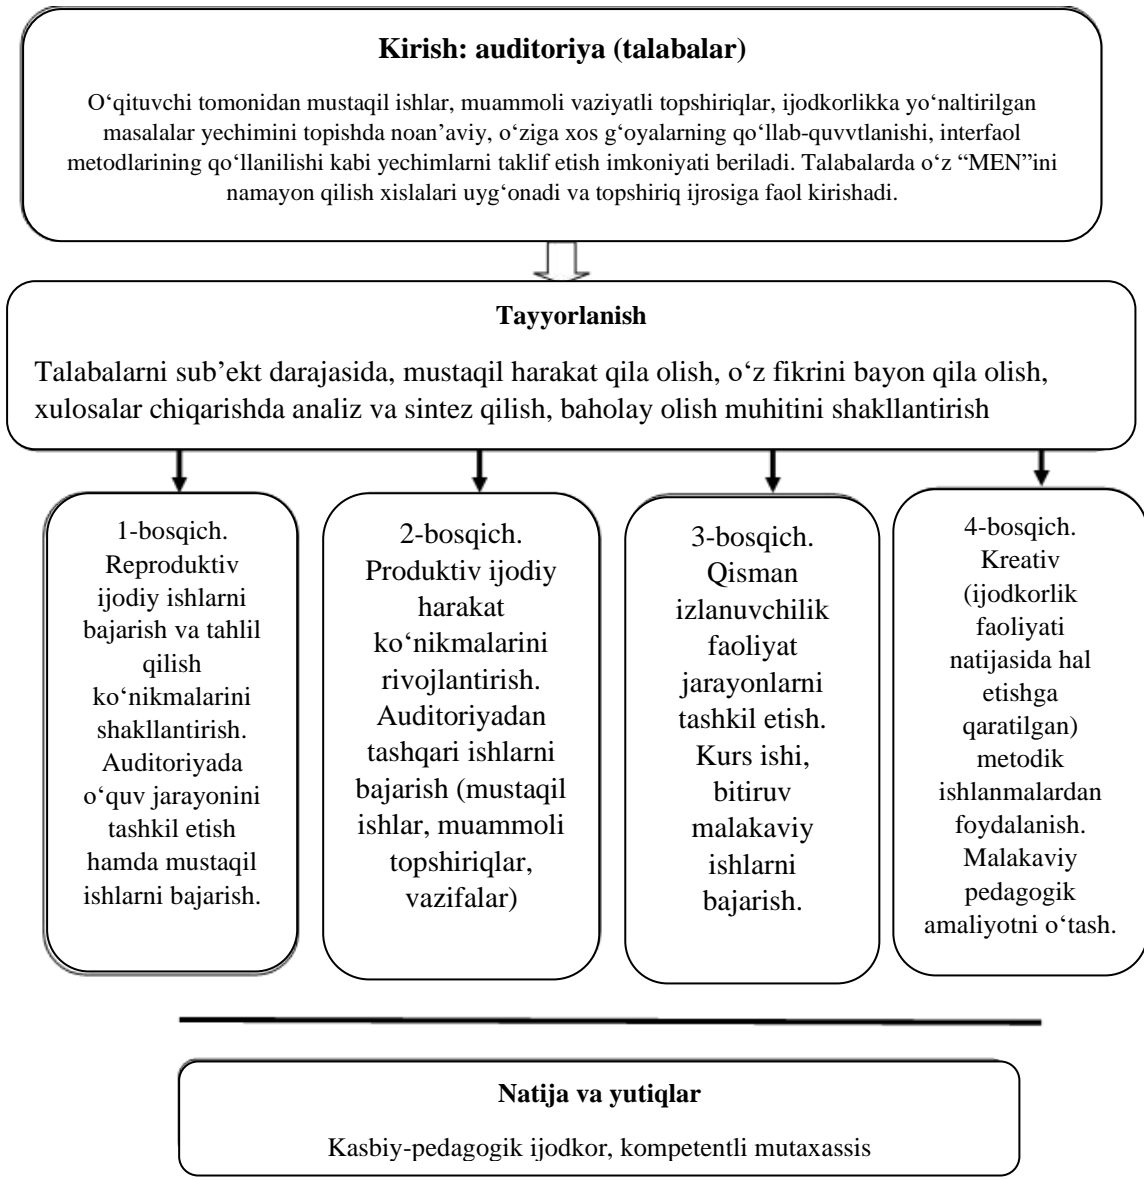 Kirish: auditoriya (talabalar)
O‘qituvchi tomonidan mustaqil ishlar, muammoli vaziyatli topshiriqlar, ijodkorlikka yo‘naltirilgan
masalalar yechimini topishda noan’aviy, o‘ziga xos g‘oyalarning qo‘llab-quvvtlanishi, interfaol
metodlarining qo‘llanilishi kabi yechimlarni taklif etish imkoniyati beriladi. Talabalarda o‘z “MEN”ini
namayon qilish xislalari uyg‘onadi va topshiriq ijrosiga faol kirishadi.
Tayyorlanish
Talabalarni sub’ekt darajasida, mustaqil harakat qila olish, o‘z fikrini bayon qila olish,
xulosalar chiqarishda analiz va sintez qilish, baholay olish muhitini shakllantirish
1-bosqich.
Reproduktiv
ijodiy ishlarni
bajarish va tahlil
qilish
ko‘nikmalarini
shakllantirish.
Auditoriyada
o‘quv jarayonini
tashkil etish
hamda mustaqil
ishlarni bajarish.
2-bosqich.
Produktiv ijodiy
harakat
ko‘nikmalarini
rivojlantirish.
Auditoriyadan
tashqari ishlarni
bajarish (mustaqil
ishlar, muammoli
topshiriqlar,
vazifalar)
3-bosqich.
Qisman
izlanuvchilik
faoliyat
jarayonlarni
tashkil etish.
Kurs ishi,
bitiruv
malakaviy
ishlarni
bajarish.
4-bosqich.
Kreativ
(ijodkorlik
faoliyati
natijasida hal
etishga
qaratilgan)
metodik
ishlanmalardan
foydalanish.
Malakaviy
pedagogik
amaliyotni o‘tash.
Natija va yutiqlar
Kasbiy-pedagogik ijodkor, kompetentli mutaxassis